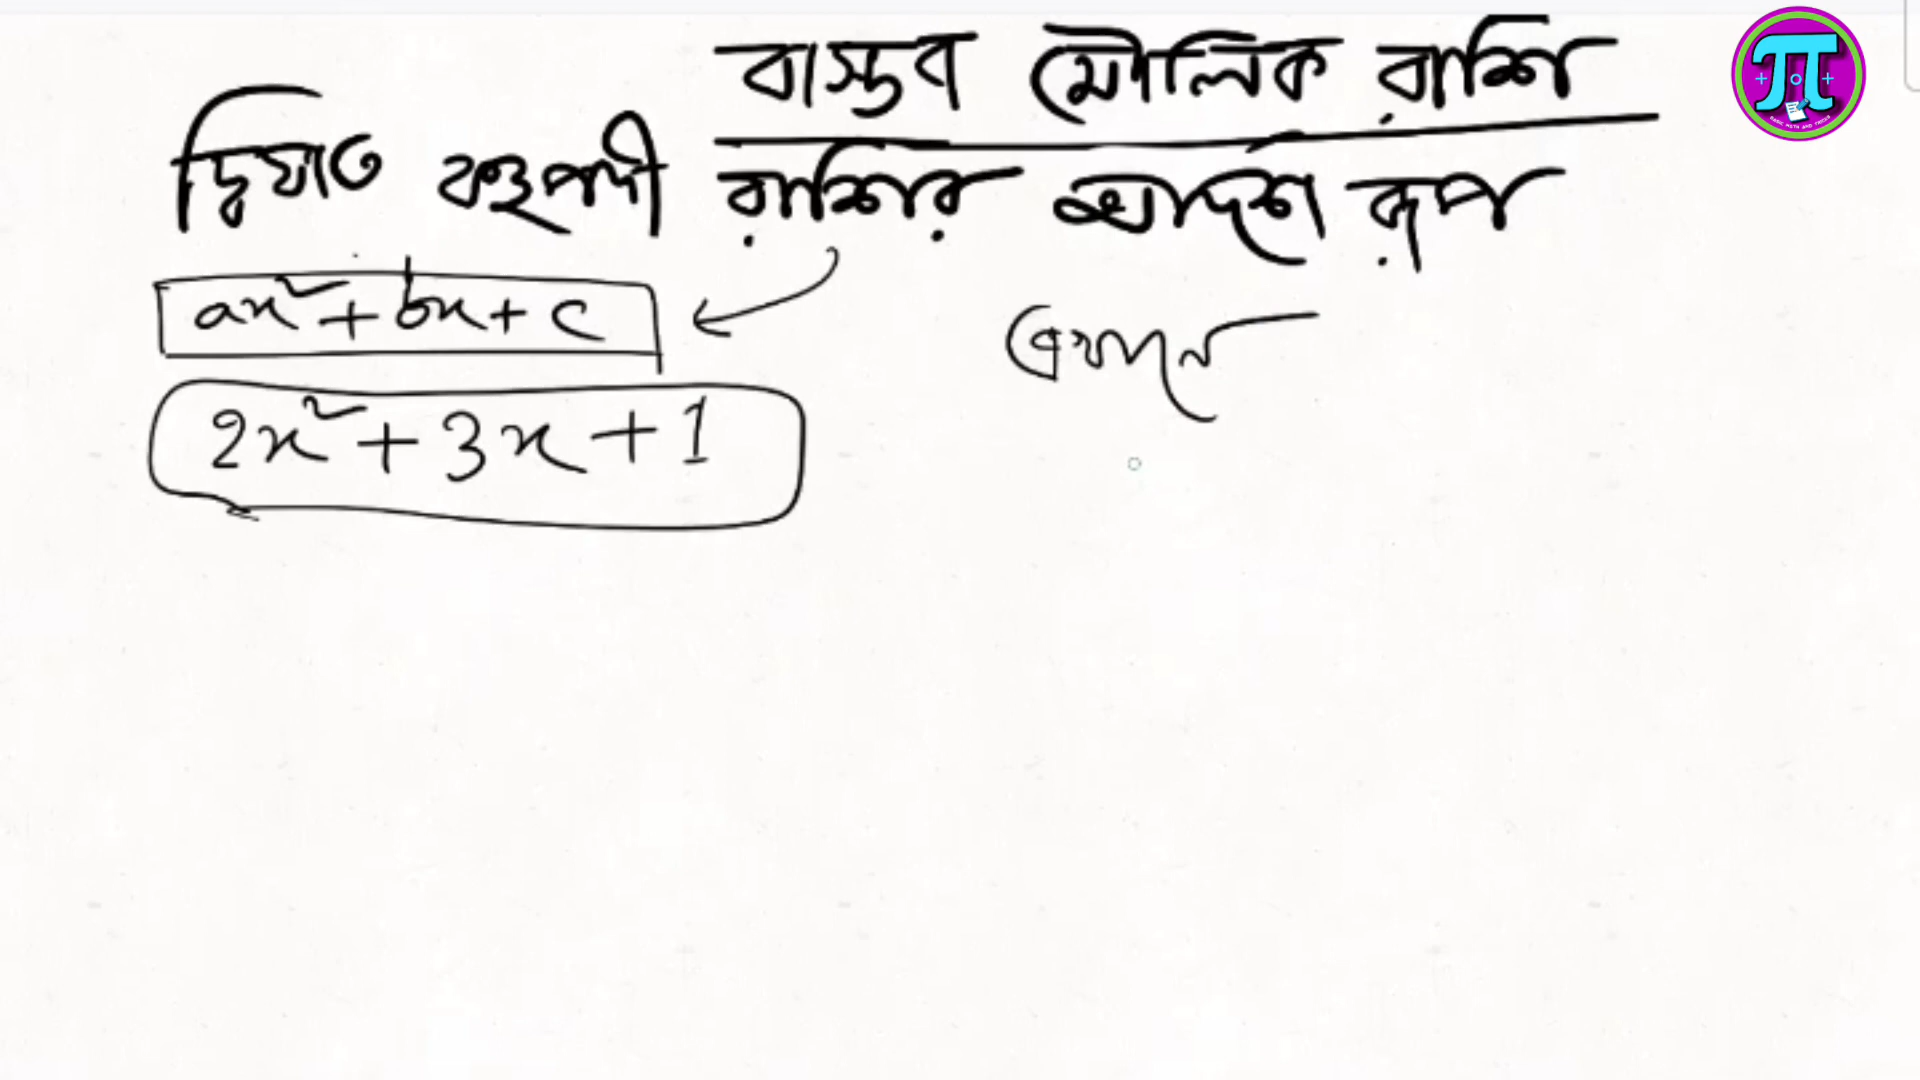 বাস্তব মৌলিক রাশি
দ্বিঘাত বহুপদী রাশির আদর্শ রূপ
ax² + bx + c
এখানে
2x² + 3x + 1